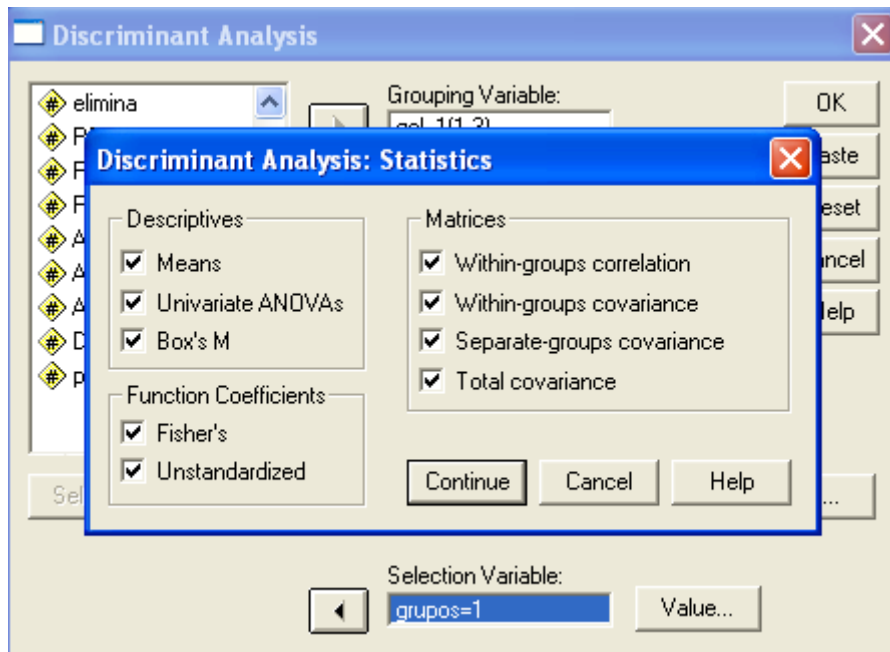 Discriminant Analysis
elimina
Grouping Variable:
OK
Discriminant Analysis: Statistics
Descriptives
Means
Univariate ANOVAs
Box's M
Function Coefficients
Fisher's
Unstandardized
Matrices
Within-groups correlation
Within-groups covariance
Separate-groups covariance
Total covariance
Continue
Cancel
Help
...
Selection Variable:
grupos=1
Value...